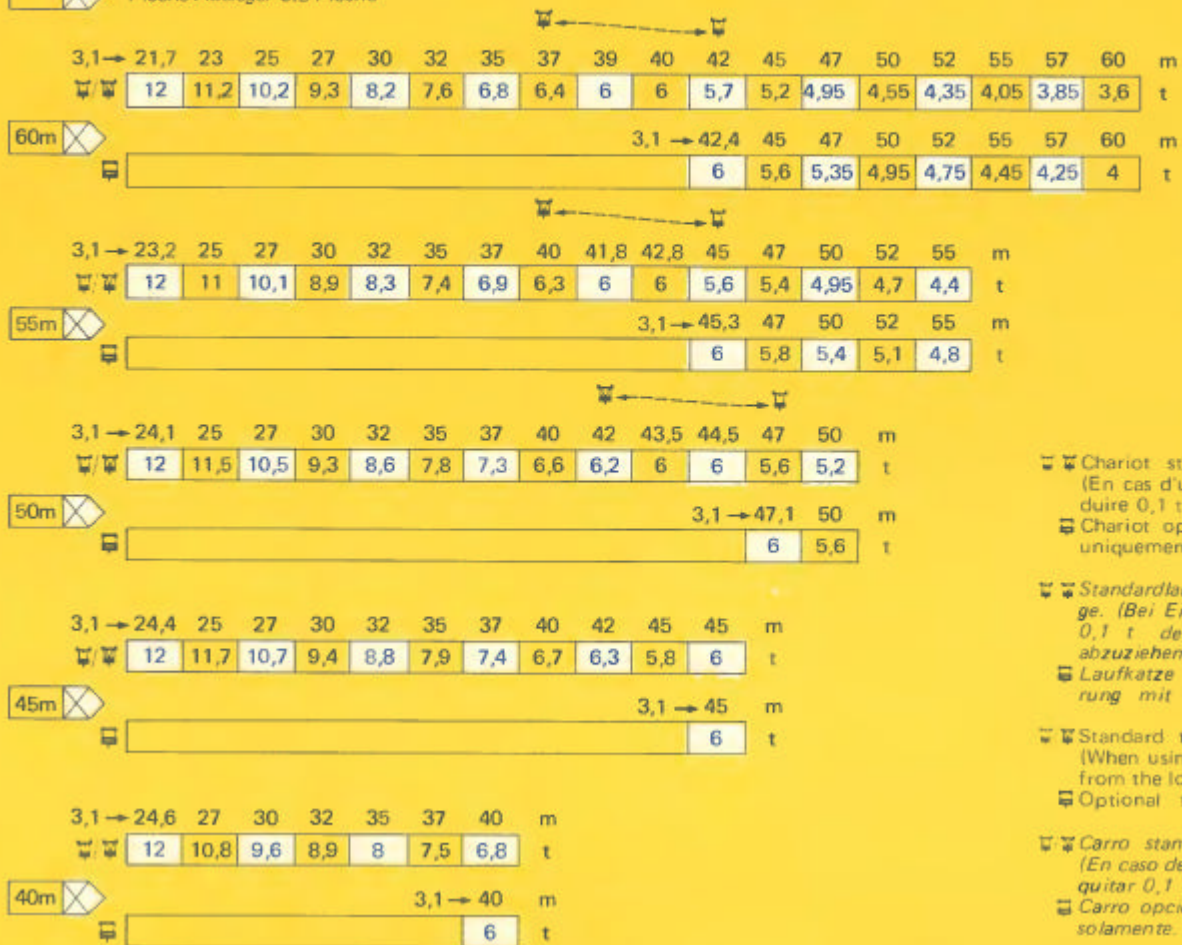 3,1 → 21,7 23 25 27 30 32 35 37 39 40 42 45 47 50 52 55 57 60 m
12 11,2 10,2 9,3 8,2 7,6 6,8 6,4 6 6 5,7 5,2 4,95 4,55 4,35 4,05 3,85 3,6 t
60m
3,1 → 42,4 45 47 50 52 55 57 60 m
6 5,6 5,35 4,95 4,75 4,45 4,25 4 t
3,1 → 23,2 25 27 30 32 35 37 40 41,8 42,8 45 47 50 52 55 m
12 11 10,1 8,9 8,3 7,4 6,9 6,3 6 6 5,6 5,4 4,95 4,7 4,4 t
55m
3,1 → 45,3 47 50 52 55 m
6 5,8 5,4 5,1 4,8 t
3,1 → 24,1 25 27 30 32 35 37 40 42 43,5 44,5 47 50 m
12 11,5 10,5 9,3 8,6 7,8 7,3 6,6 6,2 6 6 5,6 5,2 t
50m
3,1 → 47,1 50 m
6 5,6 t
3,1 → 24,4 25 27 30 32 35 37 40 42 45 45 m
12 11,7 10,7 9,4 8,8 7,9 7,4 6,7 6,3 5,8 6 t
45m
3,1 → 45 m
6 t
3,1 → 24,6 27 30 32 35 37 40 m
12 10,8 9,6 8,9 8 7,5 6,8 t
40m
3,1 → 40 m
6 t
Chariot
(En cas
duire 0,1 t
Chariot
Standardla
ge. (Bei
0,1 t de
abzuziehen
Laufkatze
rung mit
Standard
(When
from the
Optional
Carro
(En caso de
quitar 0,1
Carro
solamente.